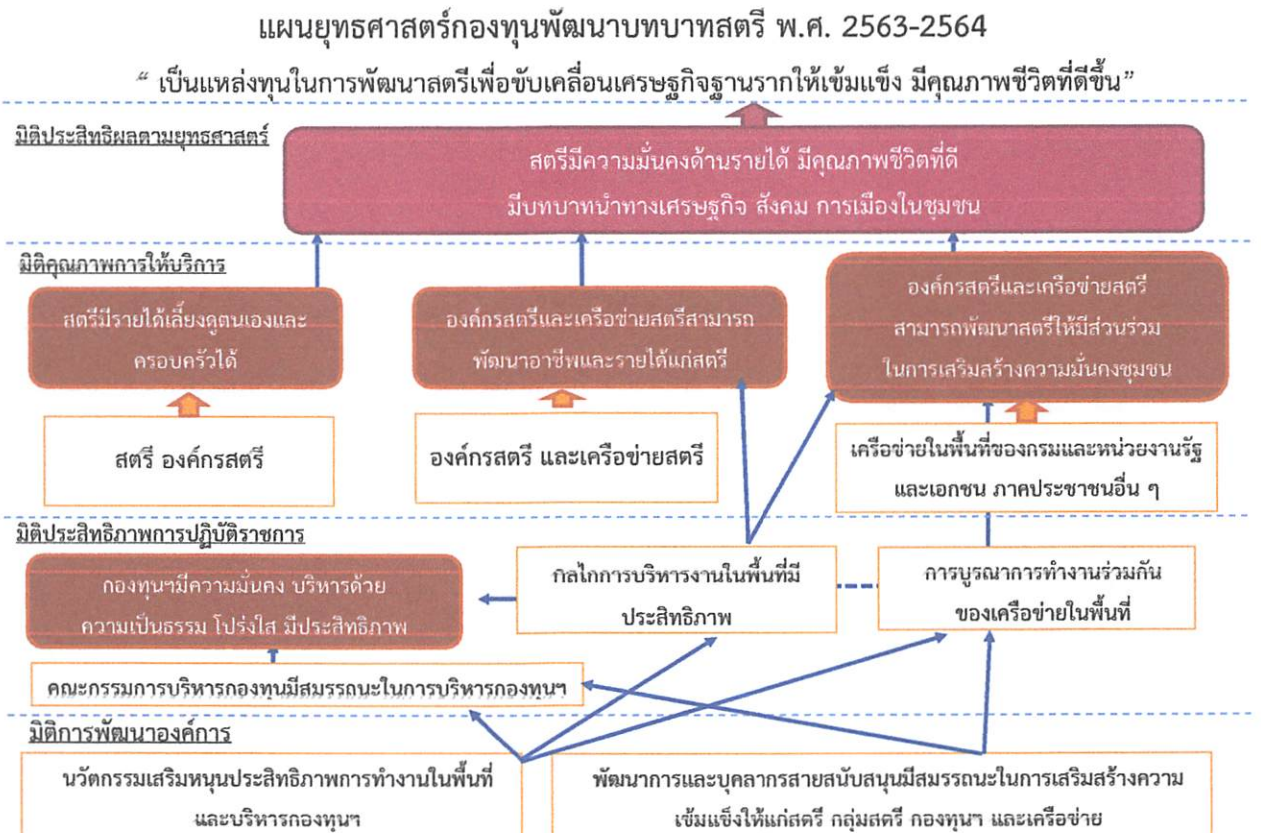 แผนยุทธศาสตร์กองทุนพัฒนาบทบาทสตรี พ.ศ. 2563-2564
“ เป็นแหล่งทุนในการพัฒนาสตรีเพื่อขับเคลื่อนเศรษฐกิจฐานรากให้เข้มแข็ง มีคุณภาพชีวิตที่ดีขึ้น”
มิติประสิทธิผลตามยุทธศาสตร์
สตรีมีความมั่นคงด้านรายได้ มีคุณภาพชีวิตที่ดี
มีบทบาทนำทางเศรษฐกิจ สังคม การเมืองในชุมชน
มิติคุณภาพการให้บริการ
สตรีมีรายได้เลี้ยงดูตนเองและ
ครอบครัวได้
องค์กรสตรีและเครือข่ายสตรีสามารถ
พัฒนาอาชีพและรายได้แก่สตรี
องค์กรสตรีและเครือข่ายสตรี
สามารถพัฒนาสตรีให้มีส่วนร่วม
ในการเสริมสร้างความมั่นคงชุมชน
สตรี องค์กรสตรี
องค์กรสตรี และเครือข่ายสตรี
เครือข่ายในพื้นที่ของกรมและหน่วยงานรัฐ
และเอกชน ภาคประชาชนอื่น ๆ
มิติประสิทธิภาพการปฏิบัติราชการ
กองทุนฯมีความมั่นคง บริหารด้วย
ความเป็นธรรม โปร่งใส มีประสิทธิภาพ
กลไกการบริหารงานในพื้นที่มี
ประสิทธิภาพ
การบูรณาการทำงานร่วมกัน
ของเครือข่ายในพื้นที่
คณะกรรมการบริหารกองทุนมีสมรรถนะในการบริหารกองทุนฯ
มิติการพัฒนาองค์การ
นวัตกรรมเสริมหนุนประสิทธิภาพการทำงานในพื้นที่
และบริหารกองทุนฯ
พัฒนาการและบุคลากรสายสนับสนุนมีสมรรถนะในการเสริมสร้างความ
เข้มแข็งให้แก่สตรี กลุ่มสตรี กองทุนฯ และเครือข่าย